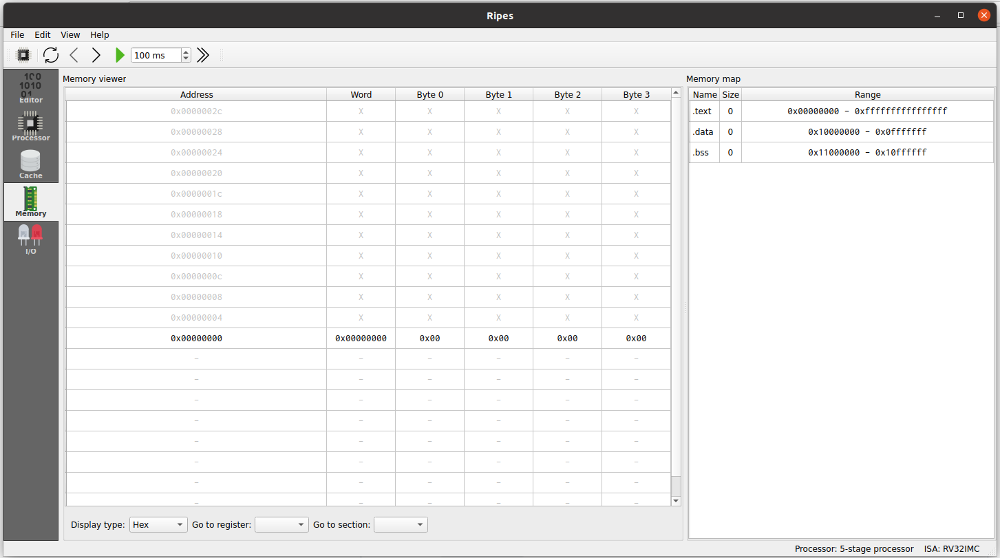 Ripes
File Edit View Help
100 ms
Editor
Processor
Cache
Memory
I/O
Memory viewer
Address Word Byte 0 Byte 1 Byte 2 Byte 3
0x0000002c X X X X X
0x00000028 X X X X X
0x00000024 X X X X X
0x00000020 X X X X X
0x0000001c X X X X X
0x00000018 X X X X X
0x00000014 X X X X X
0x00000010 X X X X X
0x0000000c X X X X X
0x00000008 X X X X X
0x00000004 X X X X X
0x00000000 0x00000000 0x00 0x00 0x00 0x00
- - - - - -
- - - - - -
- - - - - -
- - - - - -
- - - - - -
- - - - - -
- - - - - -
- - - - - -
Display type: Hex Go to register: Go to section:
Memory map
Name Size Range
.text 0 0x00000000 - 0xffffffffffffffff
.data 0 0x10000000 - 0x0fffffff
.bss 0 0x11000000 - 0x10ffffff
Processor: 5-stage processor ISA: RV32IMC